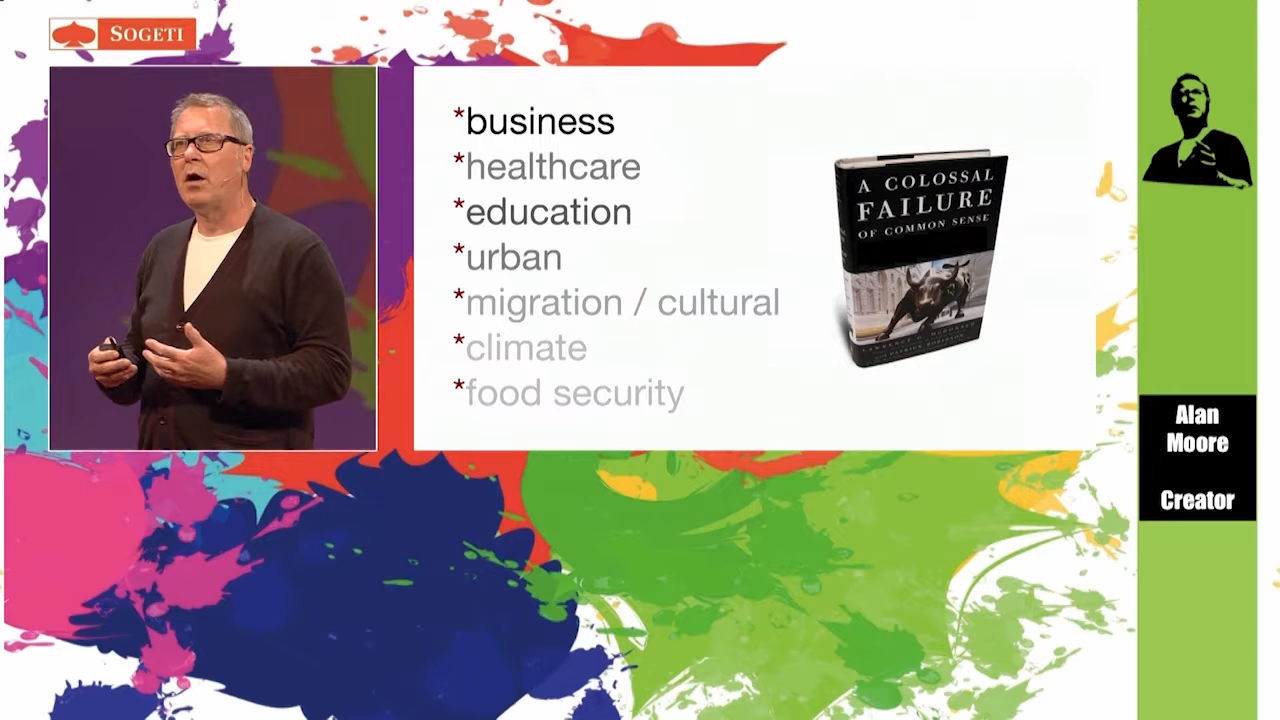 SOGETI
*business
*healthcare
*education
*urban
*migration / cultural
*climate
*food security
A COLOSSAL
FAILURE
OF COMMON SENSE
Alan
Moore
Creator